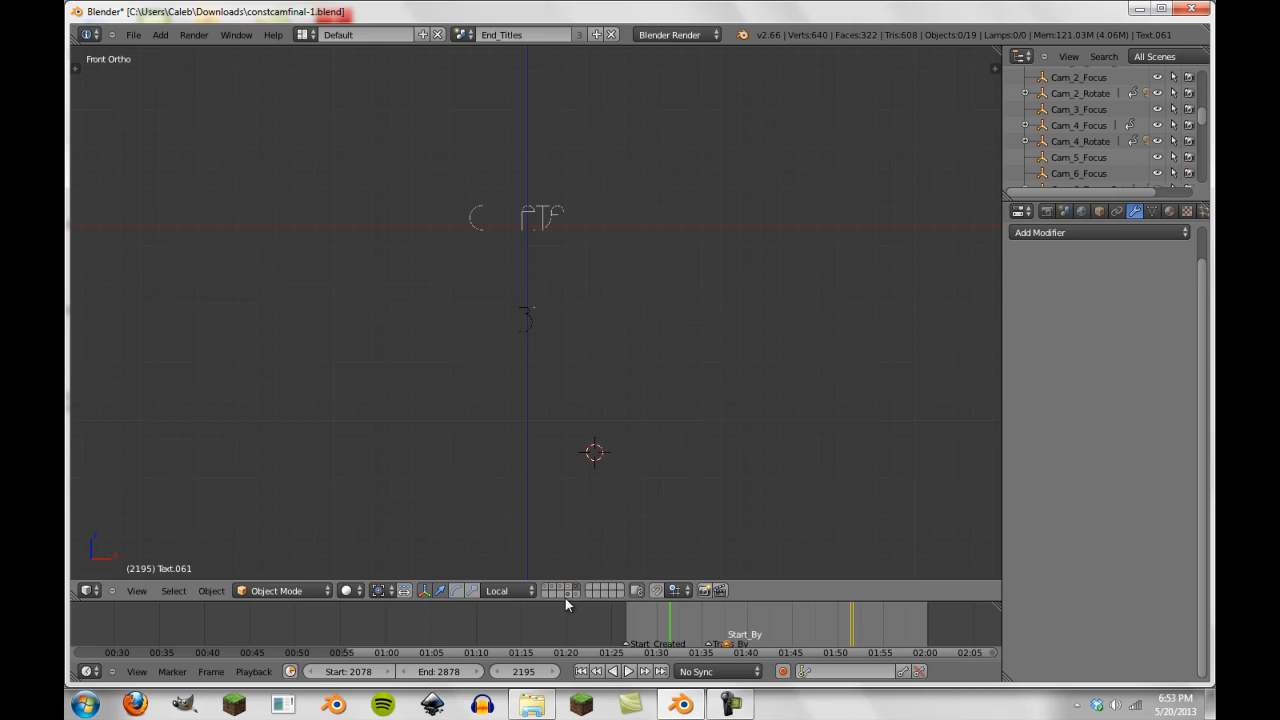 Blender* [C:\Users\Caleb\Downloads\constcamfinal-1.blend]
File Add Render Window Help Default End_Titles 3 Blender Render v2.66 | Verts:640 | Faces:322 | Tris:608 | Objects:0/19 | Lamps:0/0 | Mem:121.03M (4.06M) | Text.061
Front Ortho
View Search All Scenes
Cam_2_Focus
Cam_2_Rotate
Cam_3_Focus
Cam_4_Focus
Cam_4_Rotate
Cam_5_Focus
Cam_6_Focus
Add Modifier
(2195) Text.061
View Select Object Object Mode Local
Start_By
Start_Created
00:30 00:35 00:40 00:45 00:50 00:55 01:00 01:05 01:10 01:15 01:20 01:25 01:30 01:35 01:40 01:45 01:50 01:55 02:00 02:05
View Marker Frame Playback Start: 2078 End: 2878 2195 No Sync
6:53 PM
5/20/2013